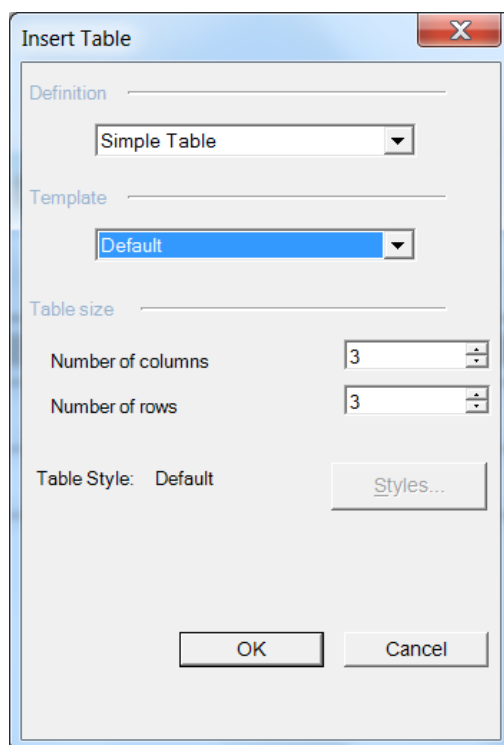 Insert Table
Definition
Simple Table
Template
Default
Table size
Number of columns 3
Number of rows 3
Table Style: Default Styles...
OK Cancel